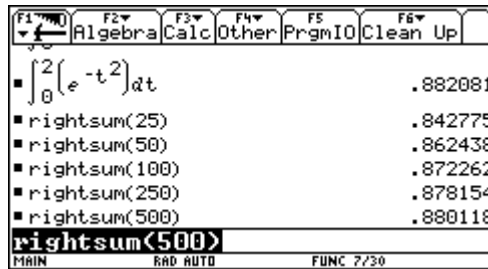 F1 F2 F3 F4 F5 F6
Algebra Calc Other PrgmIO Clean Up
∫₀²(e^-t²)dt .882081
rightsum(25) .842775
rightsum(50) .862438
rightsum(100) .872262
rightsum(250) .878154
rightsum(500) .880118
rightsum(500)
MAIN RAD AUTO FUNC 7/30